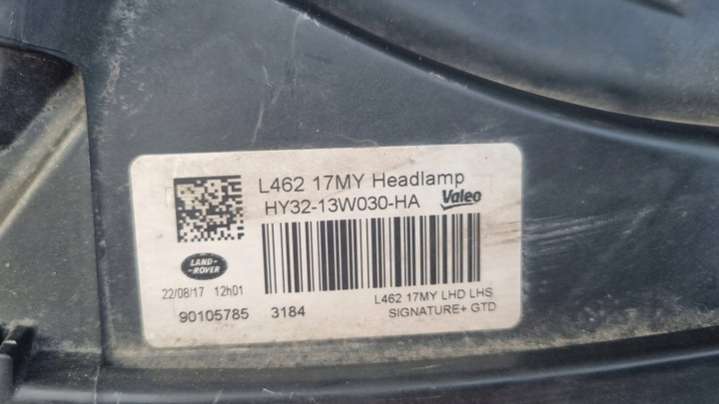 L462 17MY Headlamp
HY32-13W030-HA Valeo
LAND-
ROVER
22/08/17 12h01
L462 17MY LHD LHS
90105785 3184
SIGNATURE+ GTD